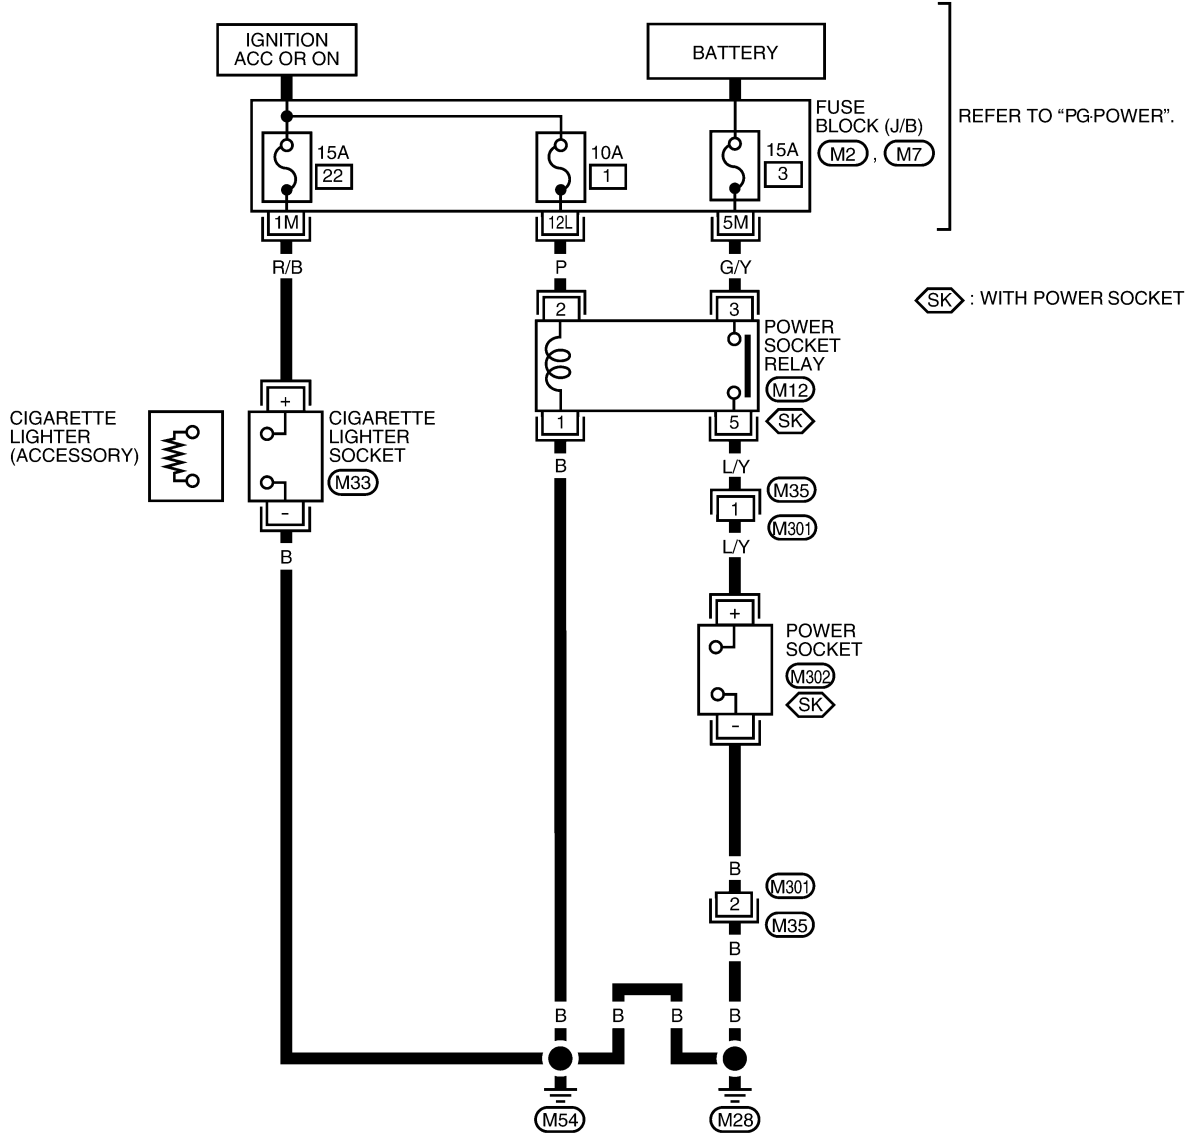 IGNITION
ACC OR ON
BATTERY
FUSE
BLOCK (J/B)
M2 , M7
REFER TO “PG-POWER”.
15A
22
10A
1
15A
3
1M
12L
5M
R/B
P
G/Y
SK : WITH POWER SOCKET
2
3
POWER
SOCKET
RELAY
M12
SK
1
5
CIGARETTE
LIGHTER
(ACCESSORY)
+
CIGARETTE
LIGHTER
SOCKET
M33
-
B
B
L/Y
M35
1
M301
L/Y
+
POWER
SOCKET
M302
SK
-
B
M301
2
M35
B
B
B
B
B
M54
M28